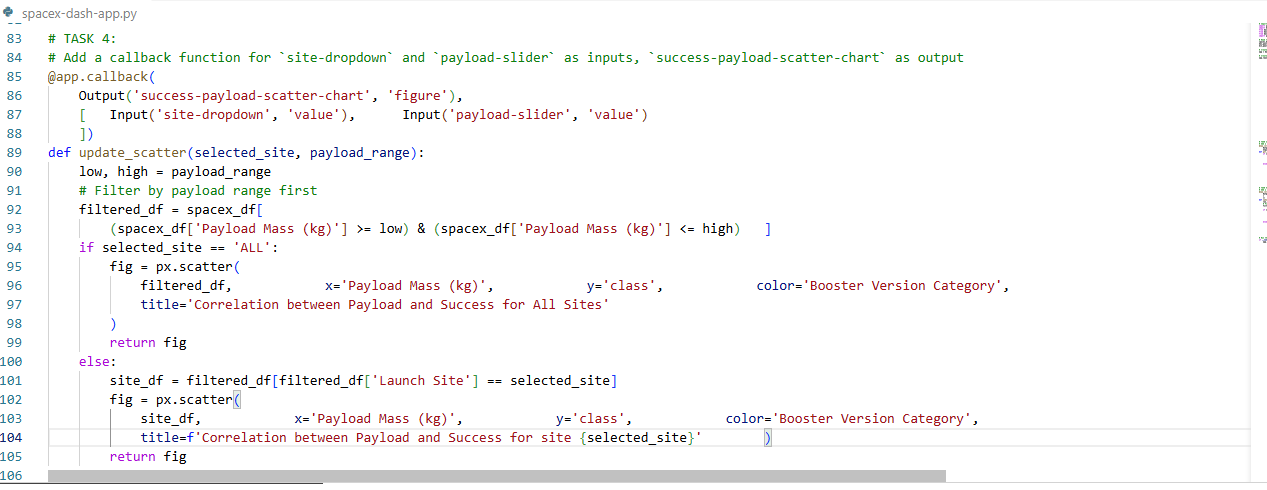 spacex-dash-app.py
83 # TASK 4:
84 # Add a callback function for `site-dropdown` and `payload-slider` as inputs, `success-payload-scatter-chart` as output
85 @app.callback(
86     Output('success-payload-scatter-chart', 'figure'),
87     [   Input('site-dropdown', 'value'),      Input('payload-slider', 'value')
88     ])
89 def update_scatter(selected_site, payload_range):
90     low, high = payload_range
91     # Filter by payload range first
92     filtered_df = spacex_df[
93         (spacex_df['Payload Mass (kg)'] >= low) & (spacex_df['Payload Mass (kg)'] <= high)   ]
94     if selected_site == 'ALL':
95         fig = px.scatter(
96             filtered_df,            x='Payload Mass (kg)',            y='class',            color='Booster Version Category',
97             title='Correlation between Payload and Success for All Sites'
98         )
99         return fig
100     else:
101         site_df = filtered_df[filtered_df['Launch Site'] == selected_site]
102         fig = px.scatter(
103             site_df,            x='Payload Mass (kg)',            y='class',            color='Booster Version Category',
104             title=f'Correlation between Payload and Success for site {selected_site}'        )
105         return fig
106